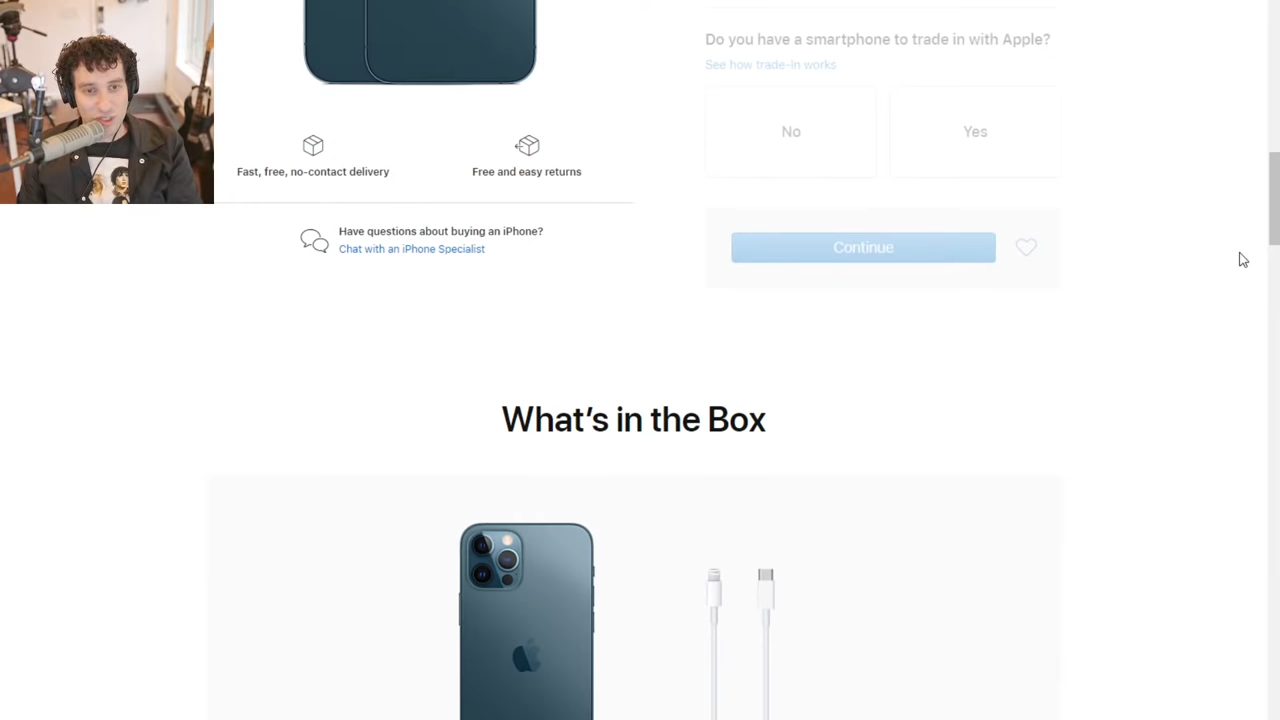 Do you have a smartphone to trade in with Apple?
See how trade-in works
No
Yes
Fast, free, no-contact delivery
Free and easy returns
Have questions about buying an iPhone?
Chat with an iPhone Specialist
Continue
What's in the Box